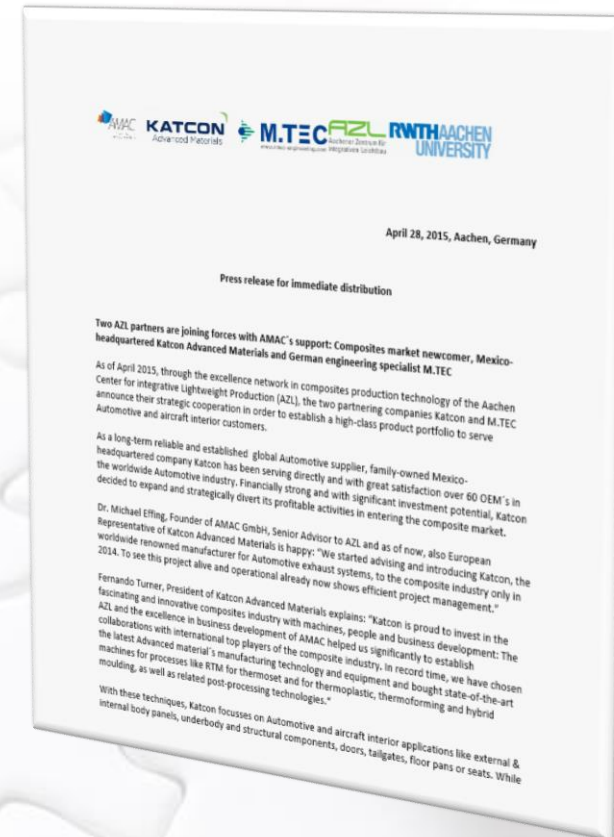 AMAC KATCON M.TEC AZL RWTHAACHEN
Advanced Materials www.mtec-engineering.com Aachener Zentrum für integrativen Leichtbau UNIVERSITY
April 28, 2015, Aachen, Germany
Press release for immediate distribution
Two AZL partners are joining forces with AMAC´s support: Composites market newcomer, Mexico-
headquartered Katcon Advanced Materials and German engineering specialist M.TEC
As of April 2015, through the excellence network in composites production technology of the Aachen
Center for integrative Lightweight Production (AZL), the two partnering companies Katcon and M.TEC
announce their strategic cooperation in order to establish a high-class product portfolio to serve
Automotive and aircraft interior customers.
As a long-term reliable and established global Automotive supplier, family-owned Mexico-
headquartered company Katcon has been serving directly and with great satisfaction over 60 OEM´s in
the worldwide Automotive industry. Financially strong and with significant investment potential, Katcon
decided to expand and strategically divert its profitable activities in entering the composite market.
Dr. Michael Effing, Founder of AMAC GmbH, Senior Advisor to AZL and as of now, also European
Representative of Katcon Advanced Materials is happy: "We started advising and introducing Katcon, the
worldwide renowned manufacturer for Automotive exhaust systems, to the composite industry only in
2014. To see this project alive and operational already now shows efficient project management."
Fernando Turner, President of Katcon Advanced Materials explains: "Katcon is proud to invest in the
fascinating and innovative composites industry with machines, people and business development: The
AZL and the excellence in business development of AMAC helped us significantly to establish
collaborations with international top players of the composite industry. In record time, we have chosen
the latest Advanced material´s manufacturing technology and equipment and bought state-of-the-art
machines for processes like RTM for thermoset and for thermoplastic, thermoforming and hybrid
moulding, as well as related post-processing technologies."
With these techniques, Katcon focusses on Automotive and aircraft interior applications like external &
internal body panels, underbody and structural components, doors, tailgates, floor pans or seats. While